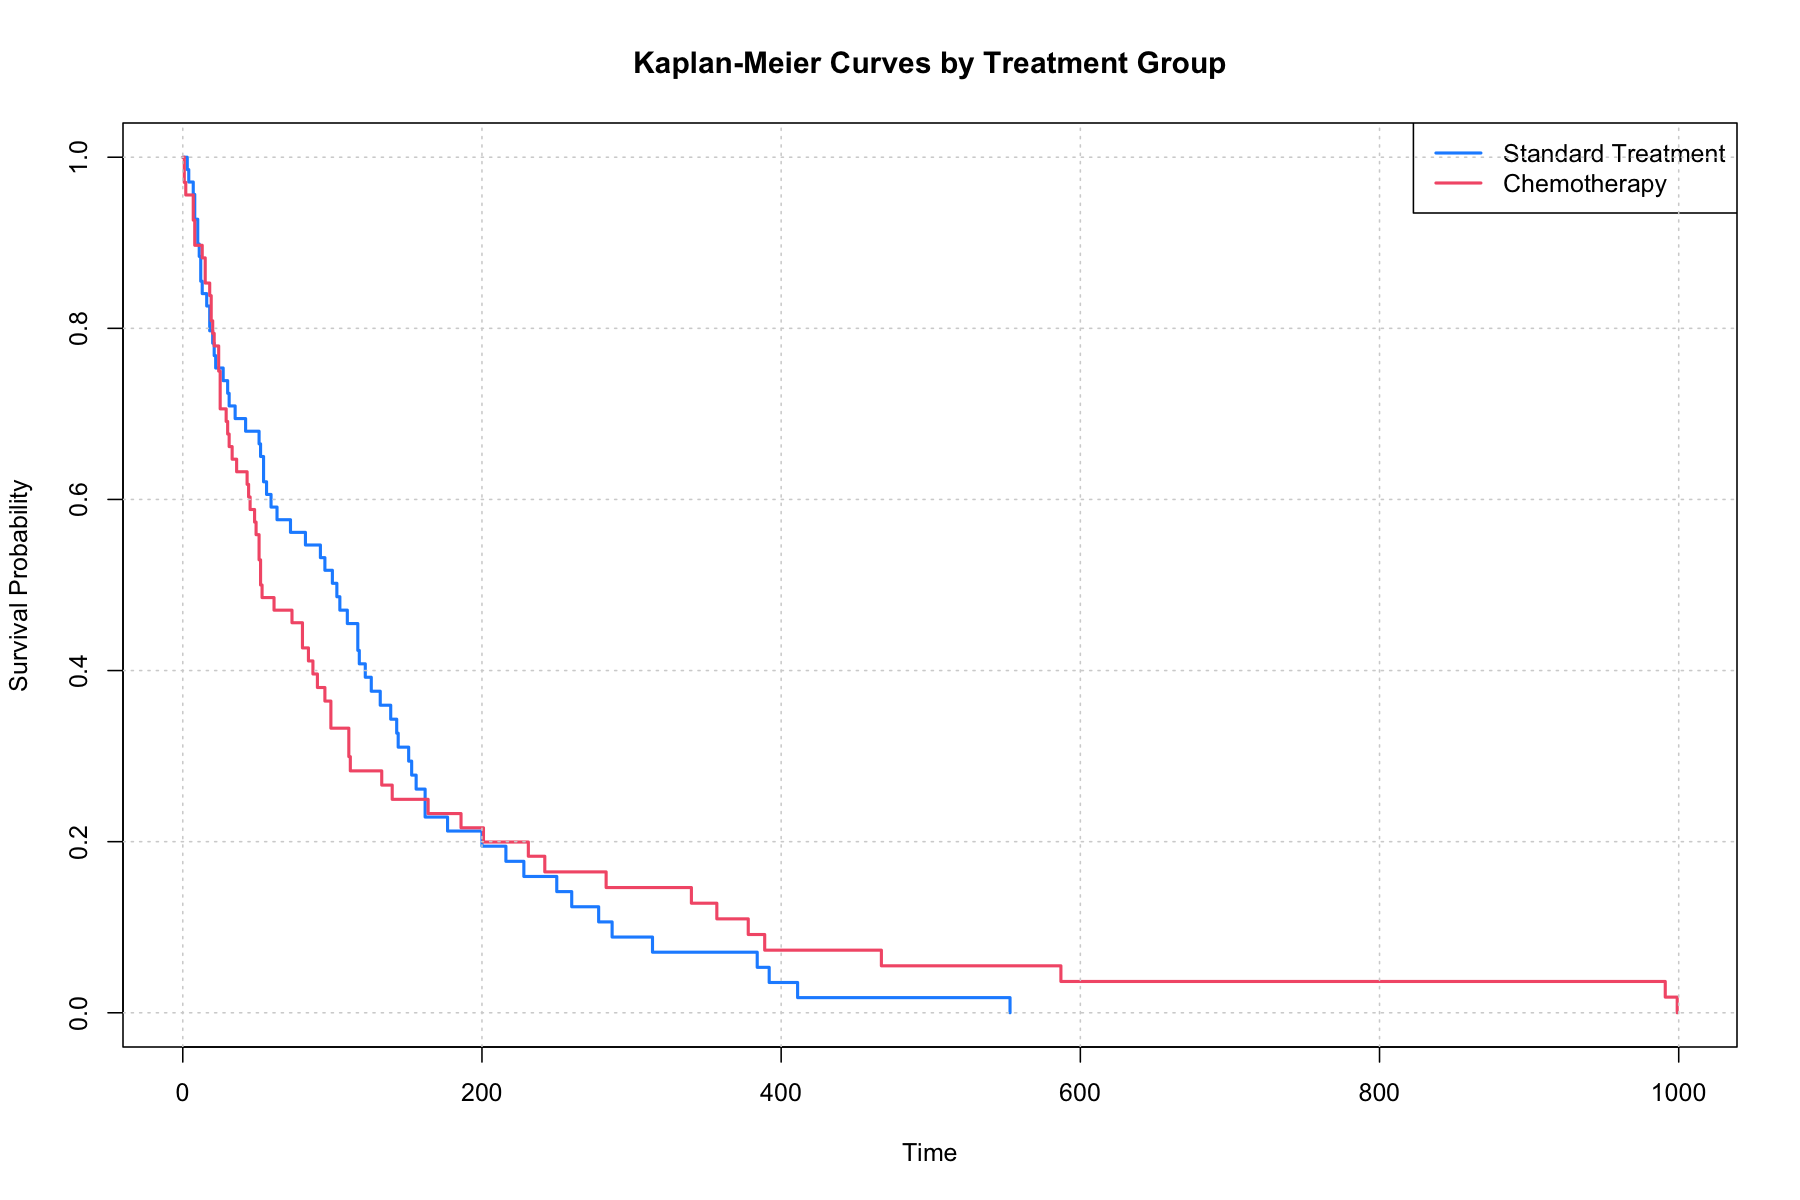 Kaplan-Meier Curves by Treatment Group
Standard Treatment
Chemotherapy
Survival Probability
1.0
0.8
0.6
0.4
0.2
0.0
0 200 400 600 800 1000
Time